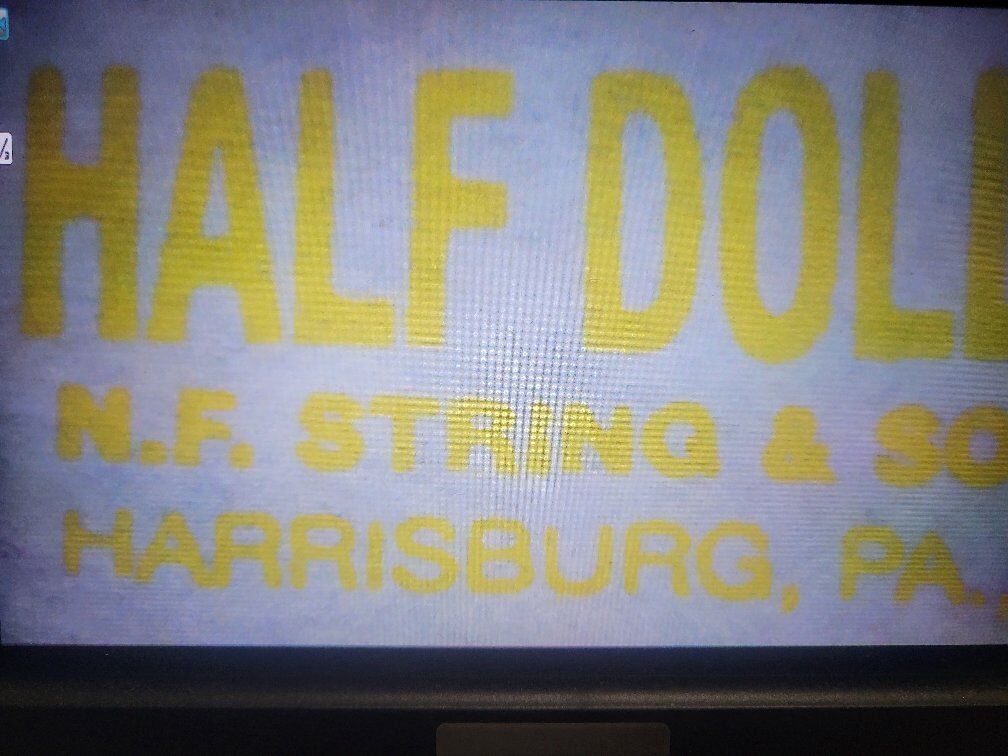 HALF DOLL
N.F. STRING & SO
HARRISBURG, PA.